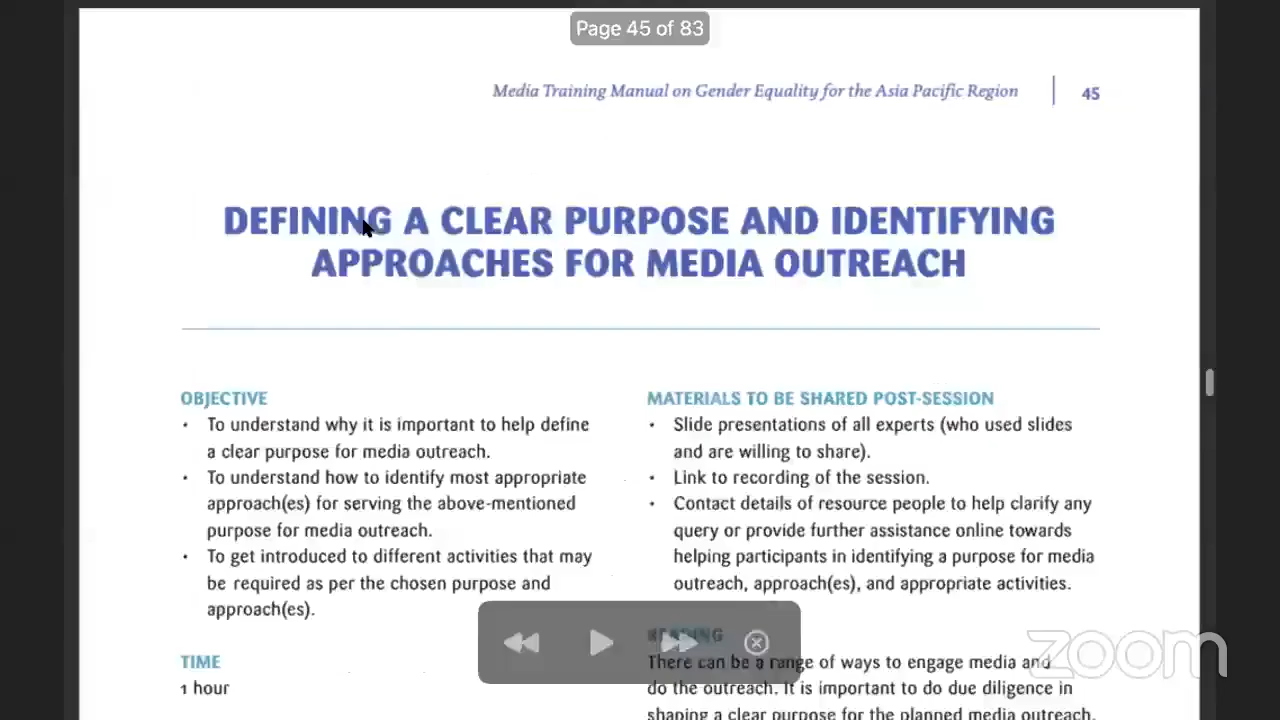 Page 45 of 83
Media Training Manual on Gender Equality for the Asia Pacific Region
45
DEFINING A CLEAR PURPOSE AND IDENTIFYING
APPROACHES FOR MEDIA OUTREACH
OBJECTIVE
• To understand why it is important to help define
a clear purpose for media outreach.
• To understand how to identify most appropriate
approach(es) for serving the above-mentioned
purpose for media outreach.
• To get introduced to different activities that may
be required as per the chosen purpose and
approach(es).
TIME
1 hour
MATERIALS TO BE SHARED POST-SESSION
• Slide presentations of all experts (who used slides
and are willing to share).
• Link to recording of the session.
• Contact details of resource people to help clarify any
query or provide further assistance online towards
helping participants in identifying a purpose for media
outreach, approach(es), and appropriate activities.
READING
There can be a range of ways to engage media and
do the outreach. It is important to do due diligence in
shaping a clear purpose for the planned media outreach.
zoom